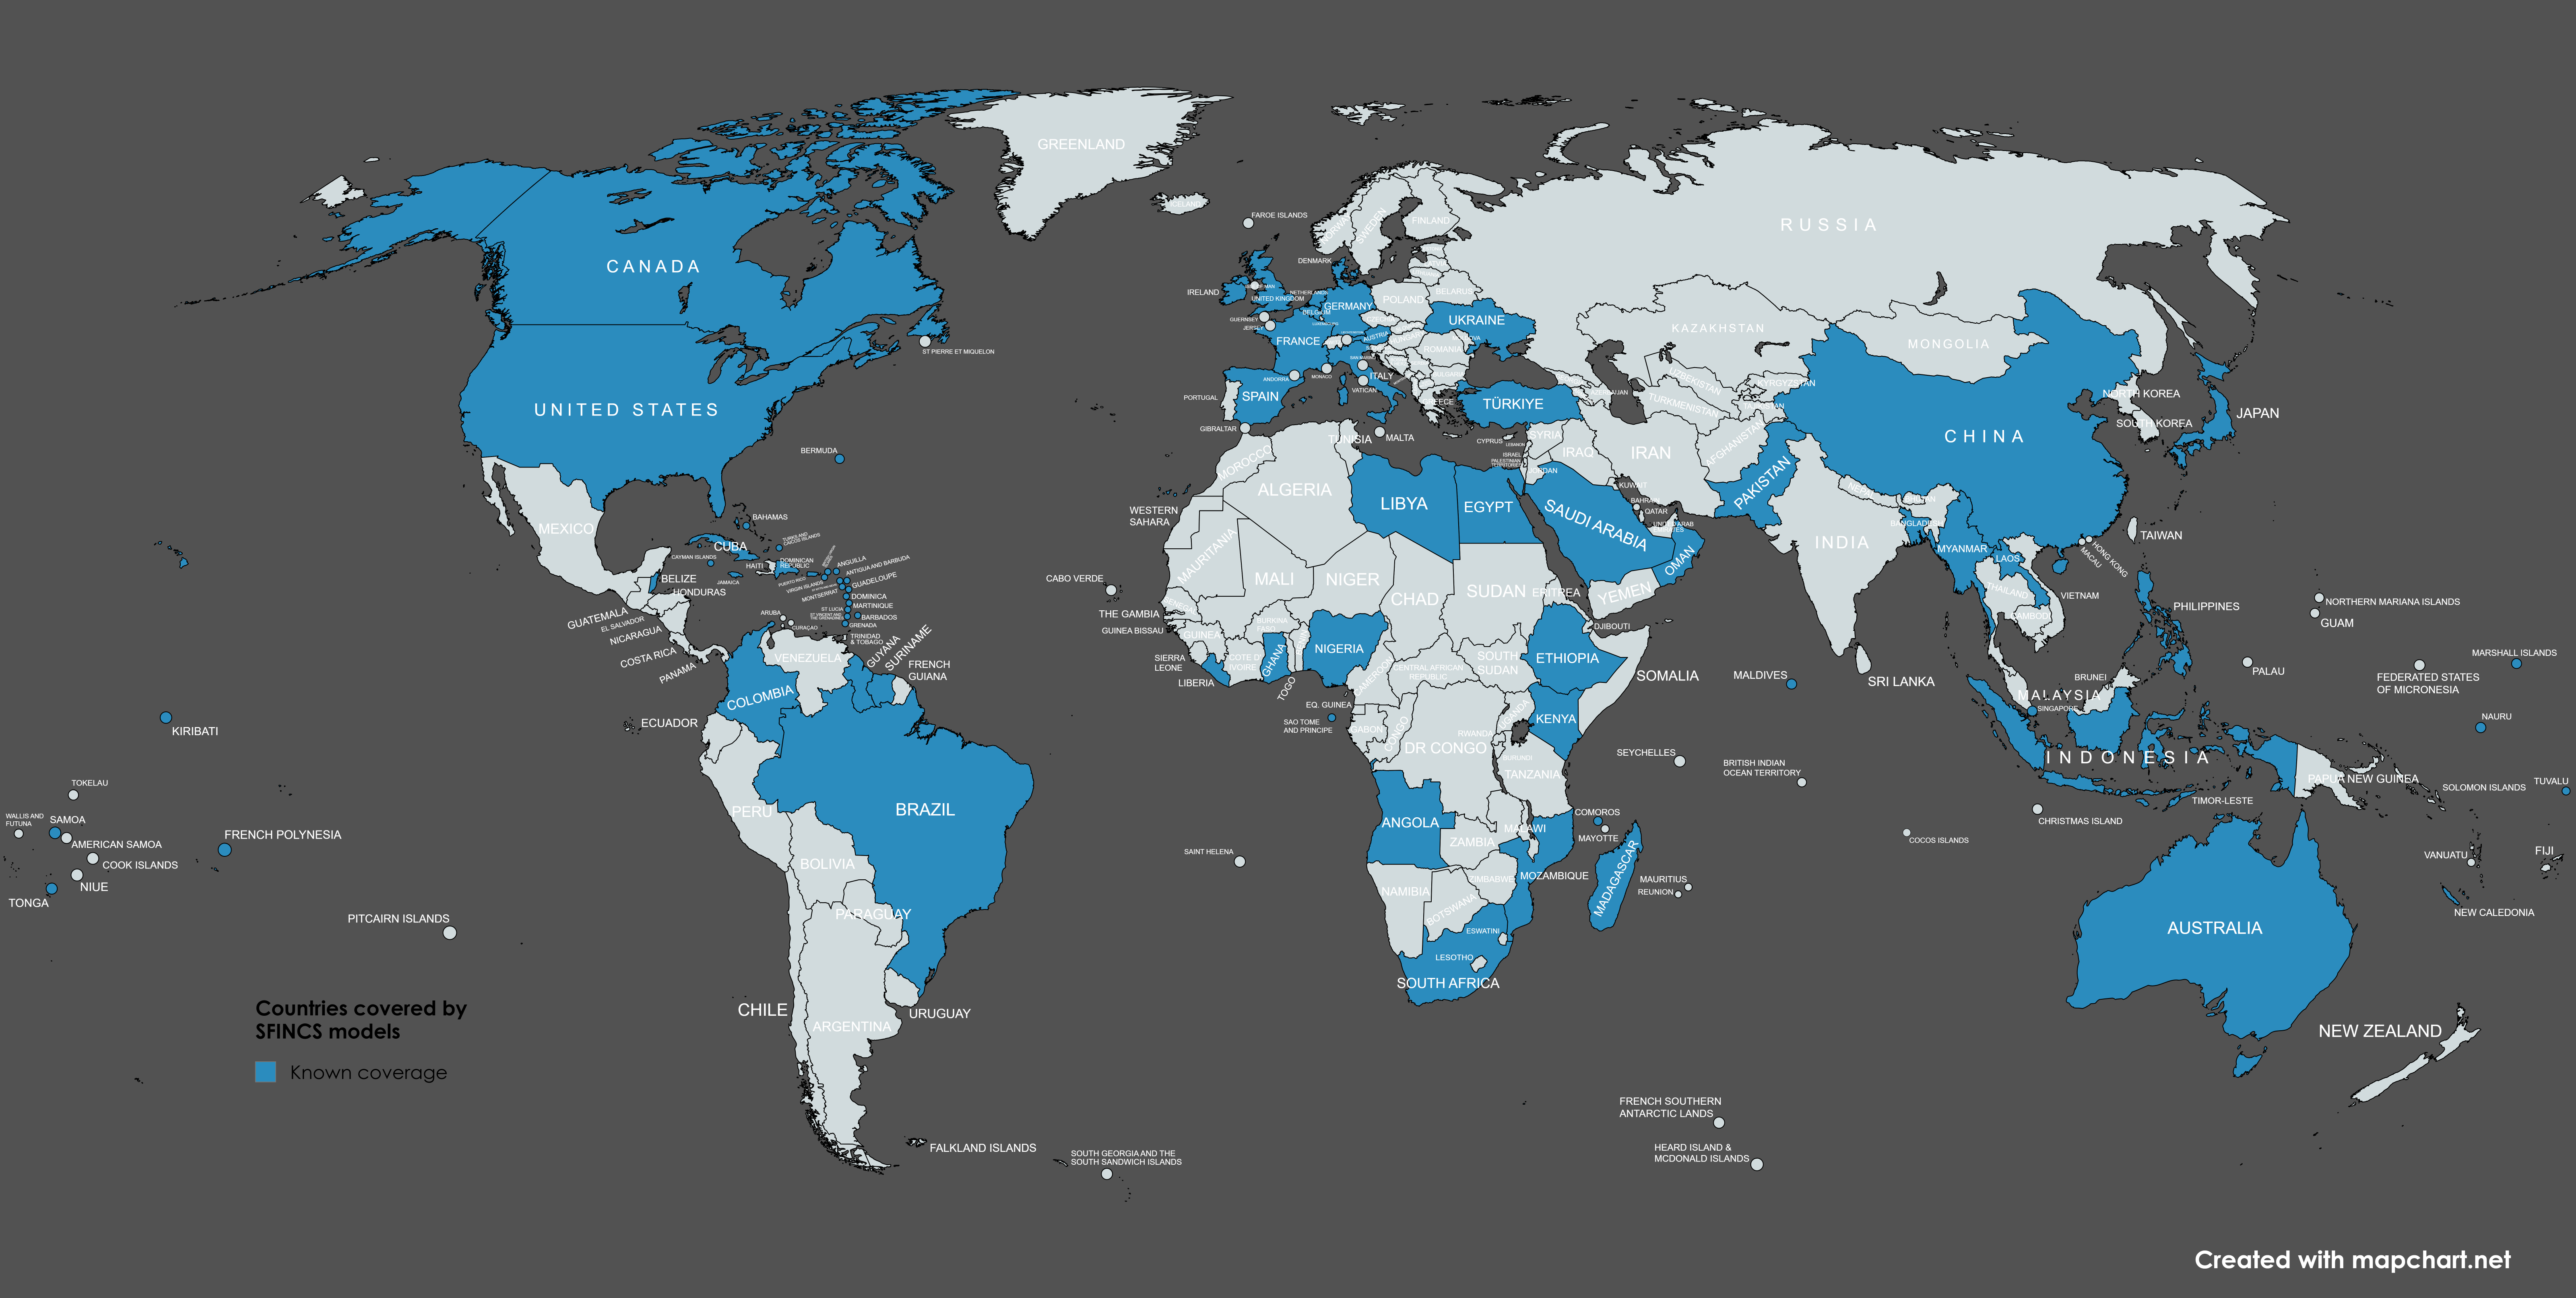 GREENLAND
ICELAND
FAROE ISLANDS
RUSSIA
NORWAY
SWEDEN
FINLAND
CANADA
DENMARK
IRELAND
UNITED KINGDOM
NETHERLANDS
BELGIUM
GERMANY
POLAND
BELARUS
UKRAINE
GUERNSEY
JERSEY
FRANCE
AUSTRIA
ROMANIA
KAZAKHSTAN
MONGOLIA
ST PIERRE ET MIQUELON
ANDORRA
MONACO
ITALY
VATICAN
UZBEKISTAN
KYRGYZSTAN
TURKMENISTAN
PORTUGAL
SPAIN
GREECE
TÜRKIYE
NORTH KOREA
SOUTH KOREA
JAPAN
UNITED STATES
CHINA
GIBRALTAR
TUNISIA
MALTA
CYPRUS
LEBANON
SYRIA
IRAQ
IRAN
AFGHANISTAN
BERMUDA
MOROCCO
ISRAEL
PALESTINIAN
TERRITORIES
JORDAN
KUWAIT
PAKISTAN
NEPAL
ALGERIA
LIBYA
EGYPT
SAUDI ARABIA
BAHRAIN
QATAR
UNITED ARAB
EMIRATES
BHUTAN
BANGLADESH
WESTERN
SAHARA
MEXICO
BAHAMAS
CUBA
TURKS AND
CAICOS ISLANDS
INDIA
MYANMAR
LAOS
TAIWAN
HONG KONG
MACAU
CAYMAN ISLANDS
HAITI
DOMINICAN
REPUBLIC
JAMAICA
PUERTO RICO
VIRGIN ISLANDS
ANGUILLA
ANTIGUA AND BARBUDA
GUADELOUPE
MONTSERRAT
DOMINICA
MARTINIQUE
ST LUCIA
ST VINCENT AND
THE GRENADINES
BARBADOS
GRENADA
TRINIDAD
& TOBAGO
ARUBA
CURAÇAO
BELIZE
HONDURAS
GUATEMALA
EL SALVADOR
NICARAGUA
COSTA RICA
PANAMA
CABO VERDE
MAURITANIA
MALI
NIGER
CHAD
SUDAN
ERITREA
YEMEN
OMAN
THAILAND
VIETNAM
CAMBODIA
PHILIPPINES
NORTHERN MARIANA ISLANDS
GUAM
THE GAMBIA
SENEGAL
GUINEA BISSAU
GUINEA
BURKINA
FASO
BENIN
DJIBOUTI
SIERRA
LEONE
LIBERIA
COTE D'
IVORE
GHANA
TOGO
NIGERIA
CAMEROON
CENTRAL AFRICAN
REPUBLIC
SOUTH
SUDAN
ETHIOPIA
SOMALIA
MALDIVES
SRI LANKA
BRUNEI
MALAYSIA
SINGAPORE
PALAU
FEDERATED STATES
OF MICRONESIA
MARSHALL ISLANDS
NAURU
VENEZUELA
GUYANA
SURINAME
FRENCH
GUIANA
COLOMBIA
ECUADOR
KIRIBATI
EQ. GUINEA
SAO TOME
AND PRINCIPE
GABON
CONGO
DR CONGO
UGANDA
RWANDA
BURUNDI
KENYA
TANZANIA
SEYCHELLES
BRITISH INDIAN
OCEAN TERRITORY
INDONESIA
PAPUA NEW GUINEA
SOLOMON ISLANDS
TUVALU
TIMOR-LESTE
CHRISTMAS ISLAND
COCOS ISLANDS
TOKELAU
WALLIS AND
FUTUNA
SAMOA
AMERICAN SAMOA
COOK ISLANDS
NIUE
TONGA
FRENCH POLYNESIA
PITCAIRN ISLANDS
PERU
BRAZIL
BOLIVIA
PARAGUAY
SAINT HELENA
ANGOLA
ZAMBIA
MALAWI
COMOROS
MAYOTTE
ZIMBABWE
MOZAMBIQUE
MADAGASCAR
MAURITIUS
REUNION
NAMIBIA
BOTSWANA
ESWATINI
LESOTHO
SOUTH AFRICA
VANUATU
FIJI
NEW CALEDONIA
AUSTRALIA
NEW ZEALAND
CHILE
ARGENTINA
URUGUAY
Countries covered by
SFINCS models
Known coverage
FRENCH SOUTHERN
ANTARCTIC LANDS
HEARD ISLAND &
MCDONALD ISLANDS
FALKLAND ISLANDS
SOUTH GEORGIA AND THE
SOUTH SANDWICH ISLANDS
Created with mapchart.net